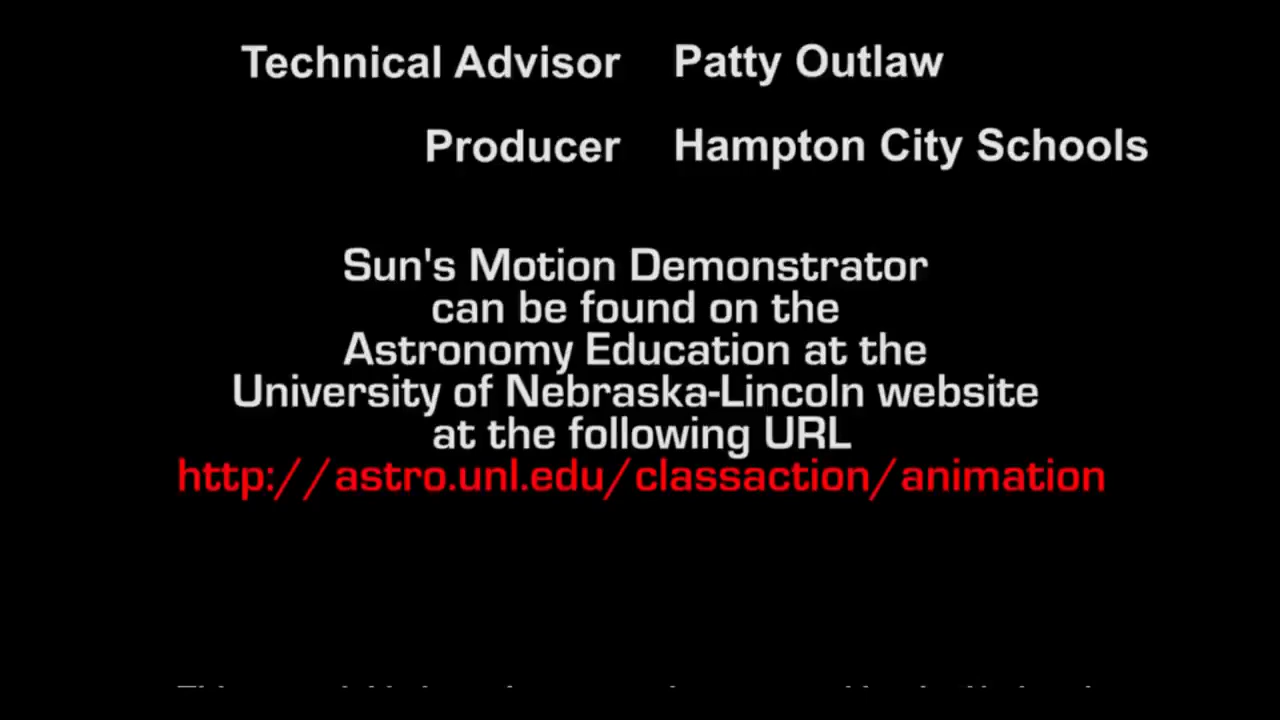 Technical Advisor Patty Outlaw
Producer Hampton City Schools
Sun's Motion Demonstrator
can be found on the
Astronomy Education at the
University of Nebraska-Lincoln website
at the following URL
http://astro.unl.edu/classaction/animation